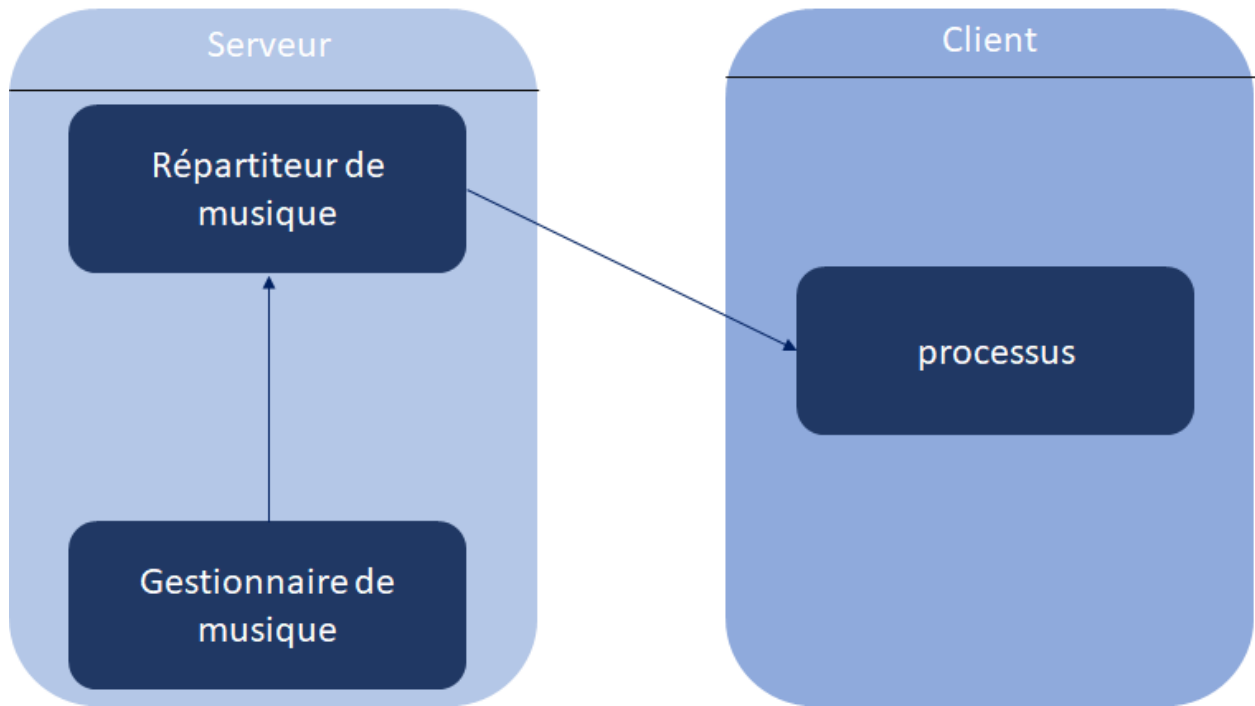 Serveur
Répartiteur de
musique
Gestionnaire de
musique
Client
processus